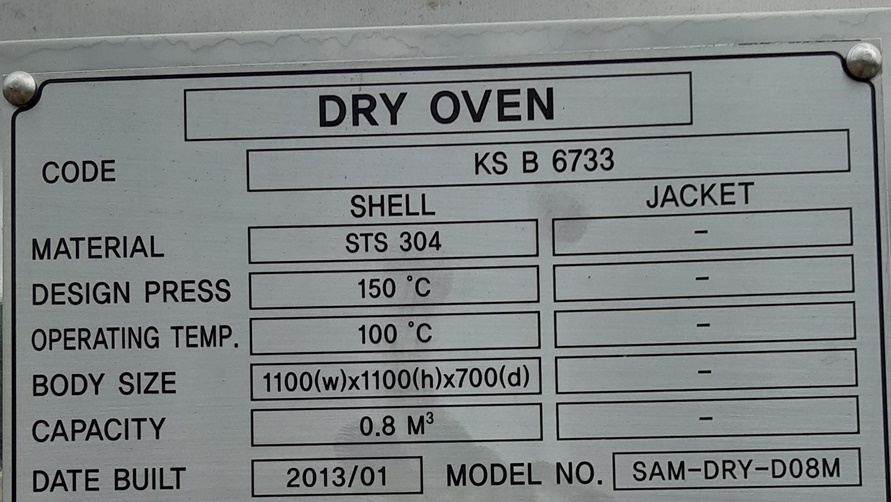 DRY OVEN
CODE KS B 6733
SHELL JACKET
MATERIAL STS 304 –
DESIGN PRESS 150 °C –
OPERATING TEMP. 100 °C –
BODY SIZE 1100(w)x1100(h)x700(d) –
CAPACITY 0.8 M³ –
DATE BUILT 2013/01 MODEL NO. SAM-DRY-D08M